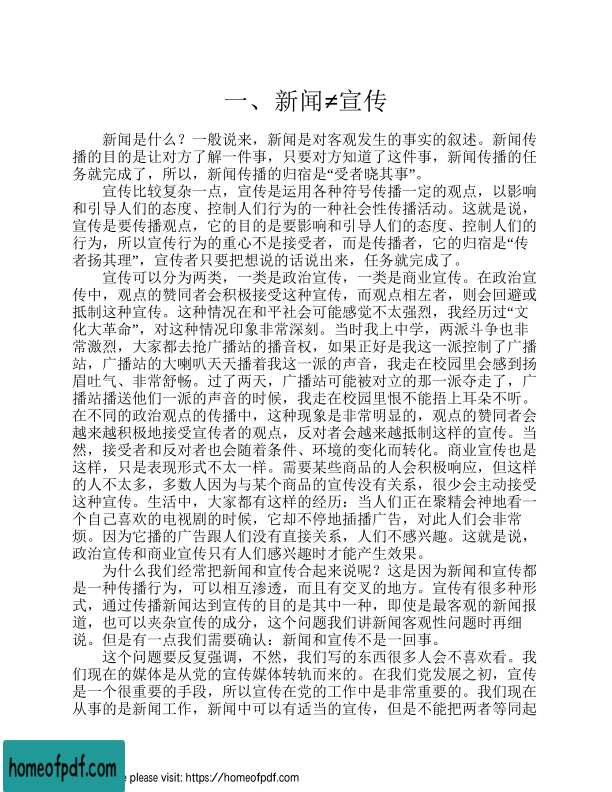 一、新闻≠宣传
新闻是什么？一般说来，新闻是对客观发生的事实的叙述。新闻传
播的目的是让对方了解一件事，只要对方知道了这件事，新闻传播的任
务就完成了，所以，新闻传播的归宿是“受者晓其事”。
宣传比较复杂一点，宣传是运用各种符号传播一定的观点，以影响
和引导人们的态度、控制人们行为的一种社会性传播活动。这就是说，
宣传是要传播观点，它的目的是要影响和引导人们的态度、控制人们的
行为，所以宣传行为的重心不是接受者，而是传播者，它的归宿是“传
者扬其理”，宣传者只要把想说的话说出来，任务就完成了。
宣传可以分为两类，一类是政治宣传，一类是商业宣传。在政治宣
传中，观点的赞同者会积极接受这种宣传，而观点相左者，则会回避或
抵制这种宣传。这种情况在和平社会可能感觉不太强烈，我经历过“文
化大革命”，对这种情况印象非常深刻。当时我上中学，两派斗争也非
常激烈，大家都去抢广播站的播音权，如果正好是我这一派控制了广播
站，广播站的大喇叭天天播着我这一派的声音，我走在校园里会感到扬
眉吐气、非常舒畅。过了两天，广播站可能被对立的那一派夺走了，广
播站播送他们一派的声音的时候，我走在校园里恨不能捂上耳朵不听。
在不同的政治观点的传播中，这种现象是非常明显的，观点的赞同者会
越来越积极地接受宣传者的观点，反对者会越来越抵制这样的宣传。当
然，接受者和反对者也会随着条件、环境的变化而转化。商业宣传也是
这样，只是表现形式不太一样。需要某些商品的人会积极响应，但这样
的人不太多，多数人因为与某个商品的宣传没有关系，很少会主动接受
这种宣传。生活中，大家都有这样的经历：当人们正在聚精会神地看一
个自己喜欢的电视剧的时候，它却不停地插播广告，对此人们会非常
烦。因为它播的广告跟人们没有直接关系，人们不感兴趣。这就是说，
政治宣传和商业宣传只有人们感兴趣时才能产生效果。
为什么我们经常把新闻和宣传合起来说呢？这是因为新闻和宣传都
是一种传播行为，可以相互渗透，而且有交叉的地方。宣传有很多种形
式，通过传播新闻达到宣传的目的是其中一种，即使是最客观的新闻报
道，也可以夹杂宣传的成分，这个问题我们讲新闻客观性问题时再细
说。但是有一点我们需要确认：新闻和宣传不是一回事。
这个问题要反复强调，不然，我们写的东西很多人会不喜欢看。我
们现在的媒体是从党的宣传媒体转轨而来的。在我们党发展之初，宣传
是一个很重要的手段，所以宣传在党的工作中是非常重要的。我们现在
从事的是新闻工作，新闻中可以有适当的宣传，但是不能把两者等同起
homeofpdf.com
please visit: https://homeofpdf.com